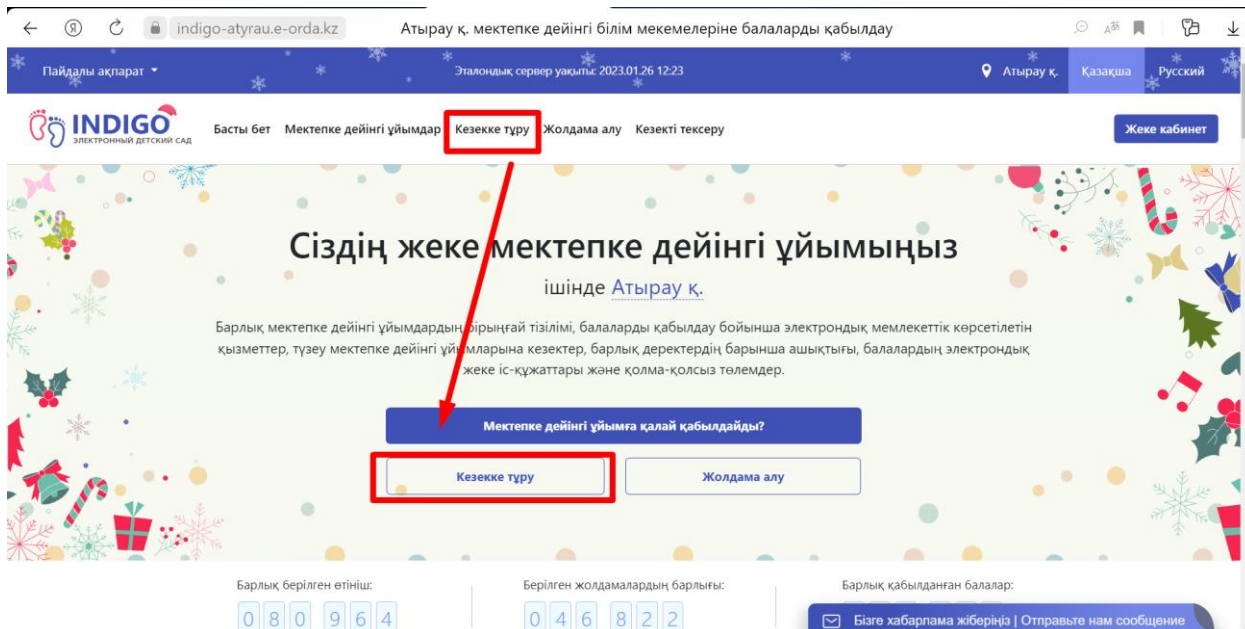 indigo-atyrau.e-orda.kz Атырау қ. мектепке дейінгі білім мекемелеріне балаларды қабылдау
Пайдалы ақпарат Эталондық сервер уақыты: 2023.01.26 12:23 Атырау қ. Қазақша Русский
INDIGO
ЭЛЕКТРОННЫЙ ДЕТСКИЙ САД
Басты бет Мектепке дейінгі ұйымдар Кезекке тұру Жолдама алу Кезекті тексеру Жеке кабинет
Сіздің жеке мектепке дейінгі ұйымыңыз
ішінде Атырау қ.
Барлық мектепке дейінгі ұйымдардың бірыңғай тізілімі, балаларды қабылдау бойынша электрондық мемлекеттік көрсетілетін
қызметтер, түзеу мектепке дейінгі ұйымларына кезектер, барлық деректердің барынша ашықтығы, балалардың электрондық
жеке іс-құжаттары және қолма-қолсыз төлемдер.
Мектепке дейінгі ұйымға қалай қабылдайды?
Кезекке тұру Жолдама алу
Барлық берілген өтініш: Берілген жолдамалардың барлығы: Барлық қабылданған балалар:
080 964 046 822
Бізге хабарлама жіберіңіз | Отправьте нам сообщение